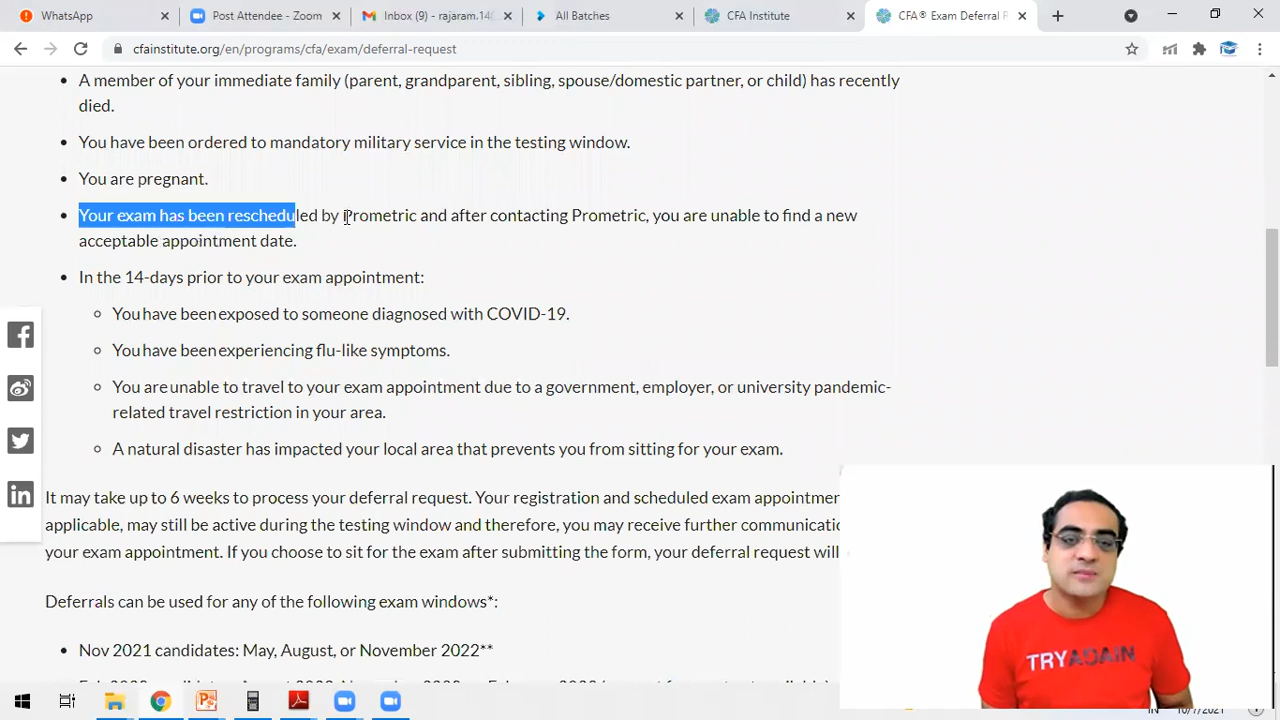 WhatsApp
Post Attendee - Zoom
Inbox (9) - rajaram.14(
All Batches
CFA Institute
CFA® Exam Deferral R
cfainstitute.org/en/programs/cfa/exam/deferral-request
A member of your immediate family (parent, grandparent, sibling, spouse/domestic partner, or child) has recently
died.
You have been ordered to mandatory military service in the testing window.
You are pregnant.
Your exam has been rescheduled by Prometric and after contacting Prometric, you are unable to find a new
acceptable appointment date.
In the 14-days prior to your exam appointment:
You have been exposed to someone diagnosed with COVID-19.
You have been experiencing flu-like symptoms.
You are unable to travel to your exam appointment due to a government, employer, or university pandemic-
related travel restriction in your area.
A natural disaster has impacted your local area that prevents you from sitting for your exam.
It may take up to 6 weeks to process your deferral request. Your registration and scheduled exam appointmen
applicable, may still be active during the testing window and therefore, you may receive further communicatio
your exam appointment. If you choose to sit for the exam after submitting the form, your deferral request will
Deferrals can be used for any of the following exam windows*:
Nov 2021 candidates: May, August, or November 2022**
TRY AGAIN
IN
10/7/2021